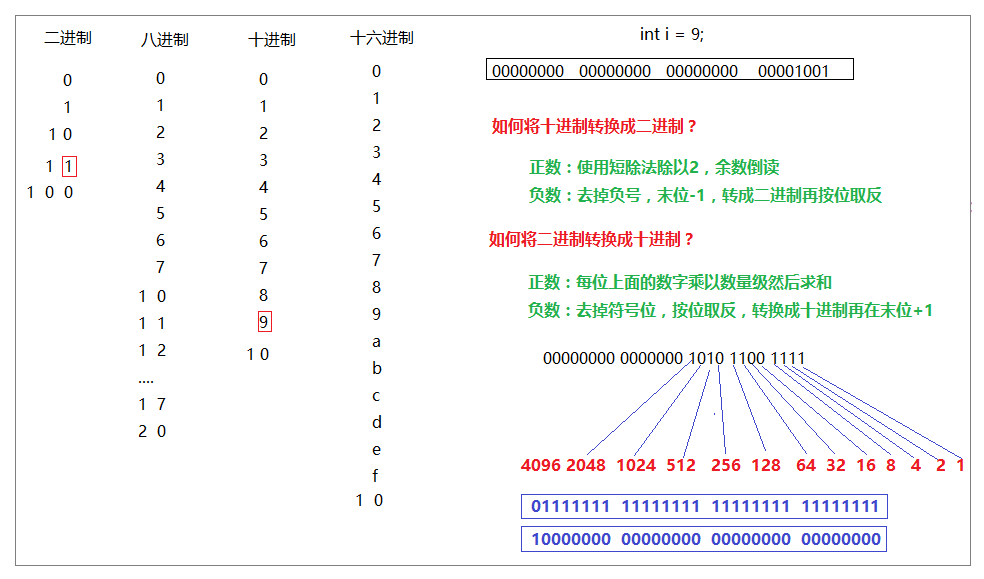 二进制
0
1
1 0
1 1
1 0 0
八进制
0
1
2
3
4
5
6
7
1 0
1 1
1 2
....
1 7
2 0
十进制
0
1
2
3
4
5
6
7
8
9
1 0
十六进制
0
1
2
3
4
5
6
7
8
9
a
b
c
d
e
f
1 0
int i = 9;
00000000 00000000 00000000 00001001
如何将十进制转换成二进制？
正数：使用短除法除以2，余数倒读
负数：去掉负号，末位-1，转成二进制再按位取反
如何将二进制转换成十进制？
正数：每位上面的数字乘以数量级然后求和
负数：去掉符号位，按位取反，转换成十进制再在末位+1
00000000 0000000 1010 1100 1111
4096 2048 1024 512 256 128 64 32 16 8 4 2 1
01111111 11111111 11111111 11111111
10000000 00000000 00000000 00000000